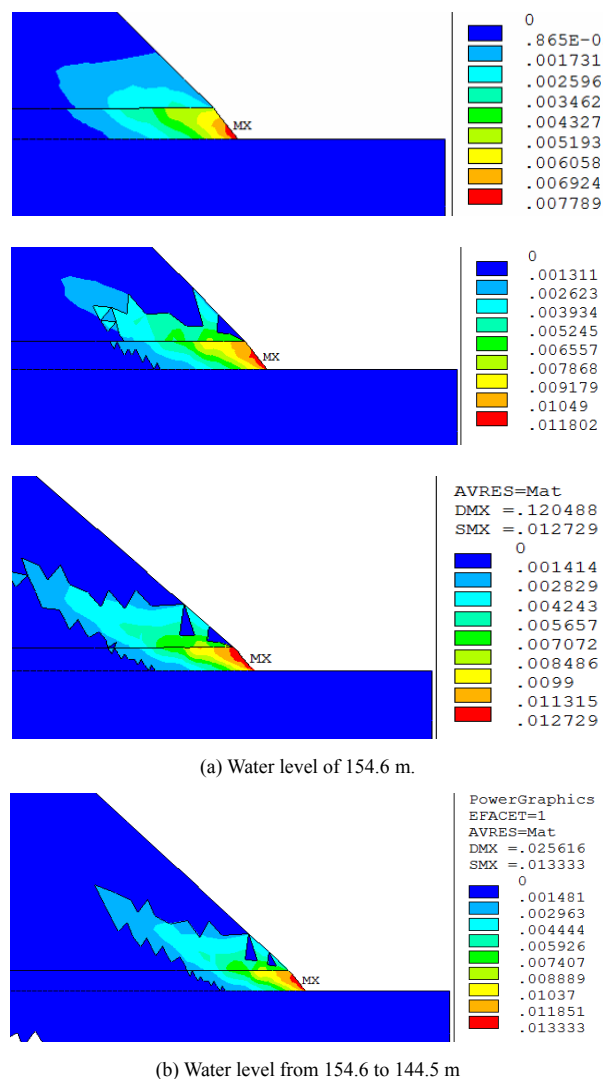 0
.865E-0
.001731
.002596
.003462
.004327
.005193
.006058
.006924
.007789
MX
0
.001311
.002623
.003934
.005245
.006557
.007868
.009179
.01049
.011802
MX
AVRES=Mat
DMX =.120488
SMX =.012729
0
.001414
.002829
.004243
.005657
.007072
.008486
.0099
.011315
.012729
MX
(a) Water level of 154.6 m.
PowerGraphics
EFACET=1
AVRES=Mat
DMX =.025616
SMX =.013333
0
.001481
.002963
.004444
.005926
.007407
.008889
.01037
.011851
.013333
MX
(b) Water level from 154.6 to 144.5 m